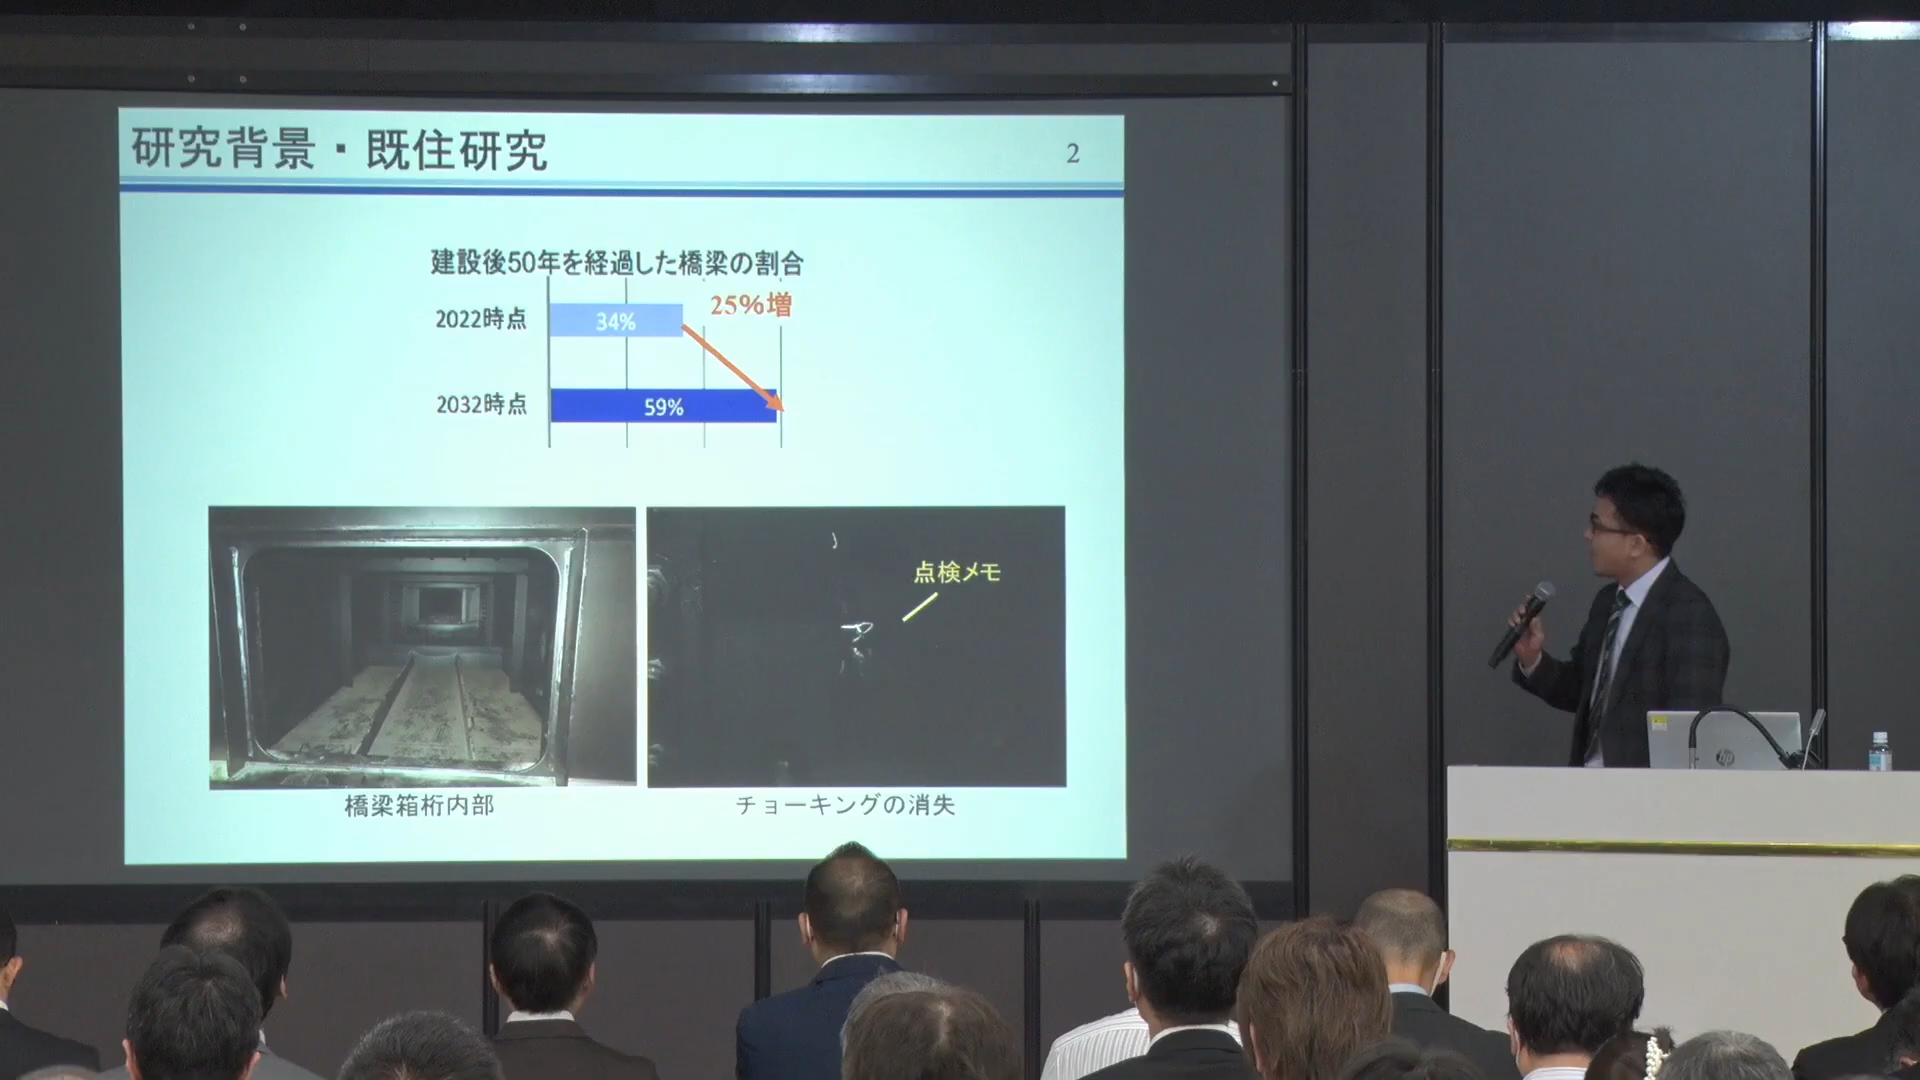 研究背景・既住研究
2
建設後50年を経過した橋梁の割合
25%増
2022時点
34%
2032時点
59%
点検メモ
橋梁箱桁内部
チョーキングの消失
hp